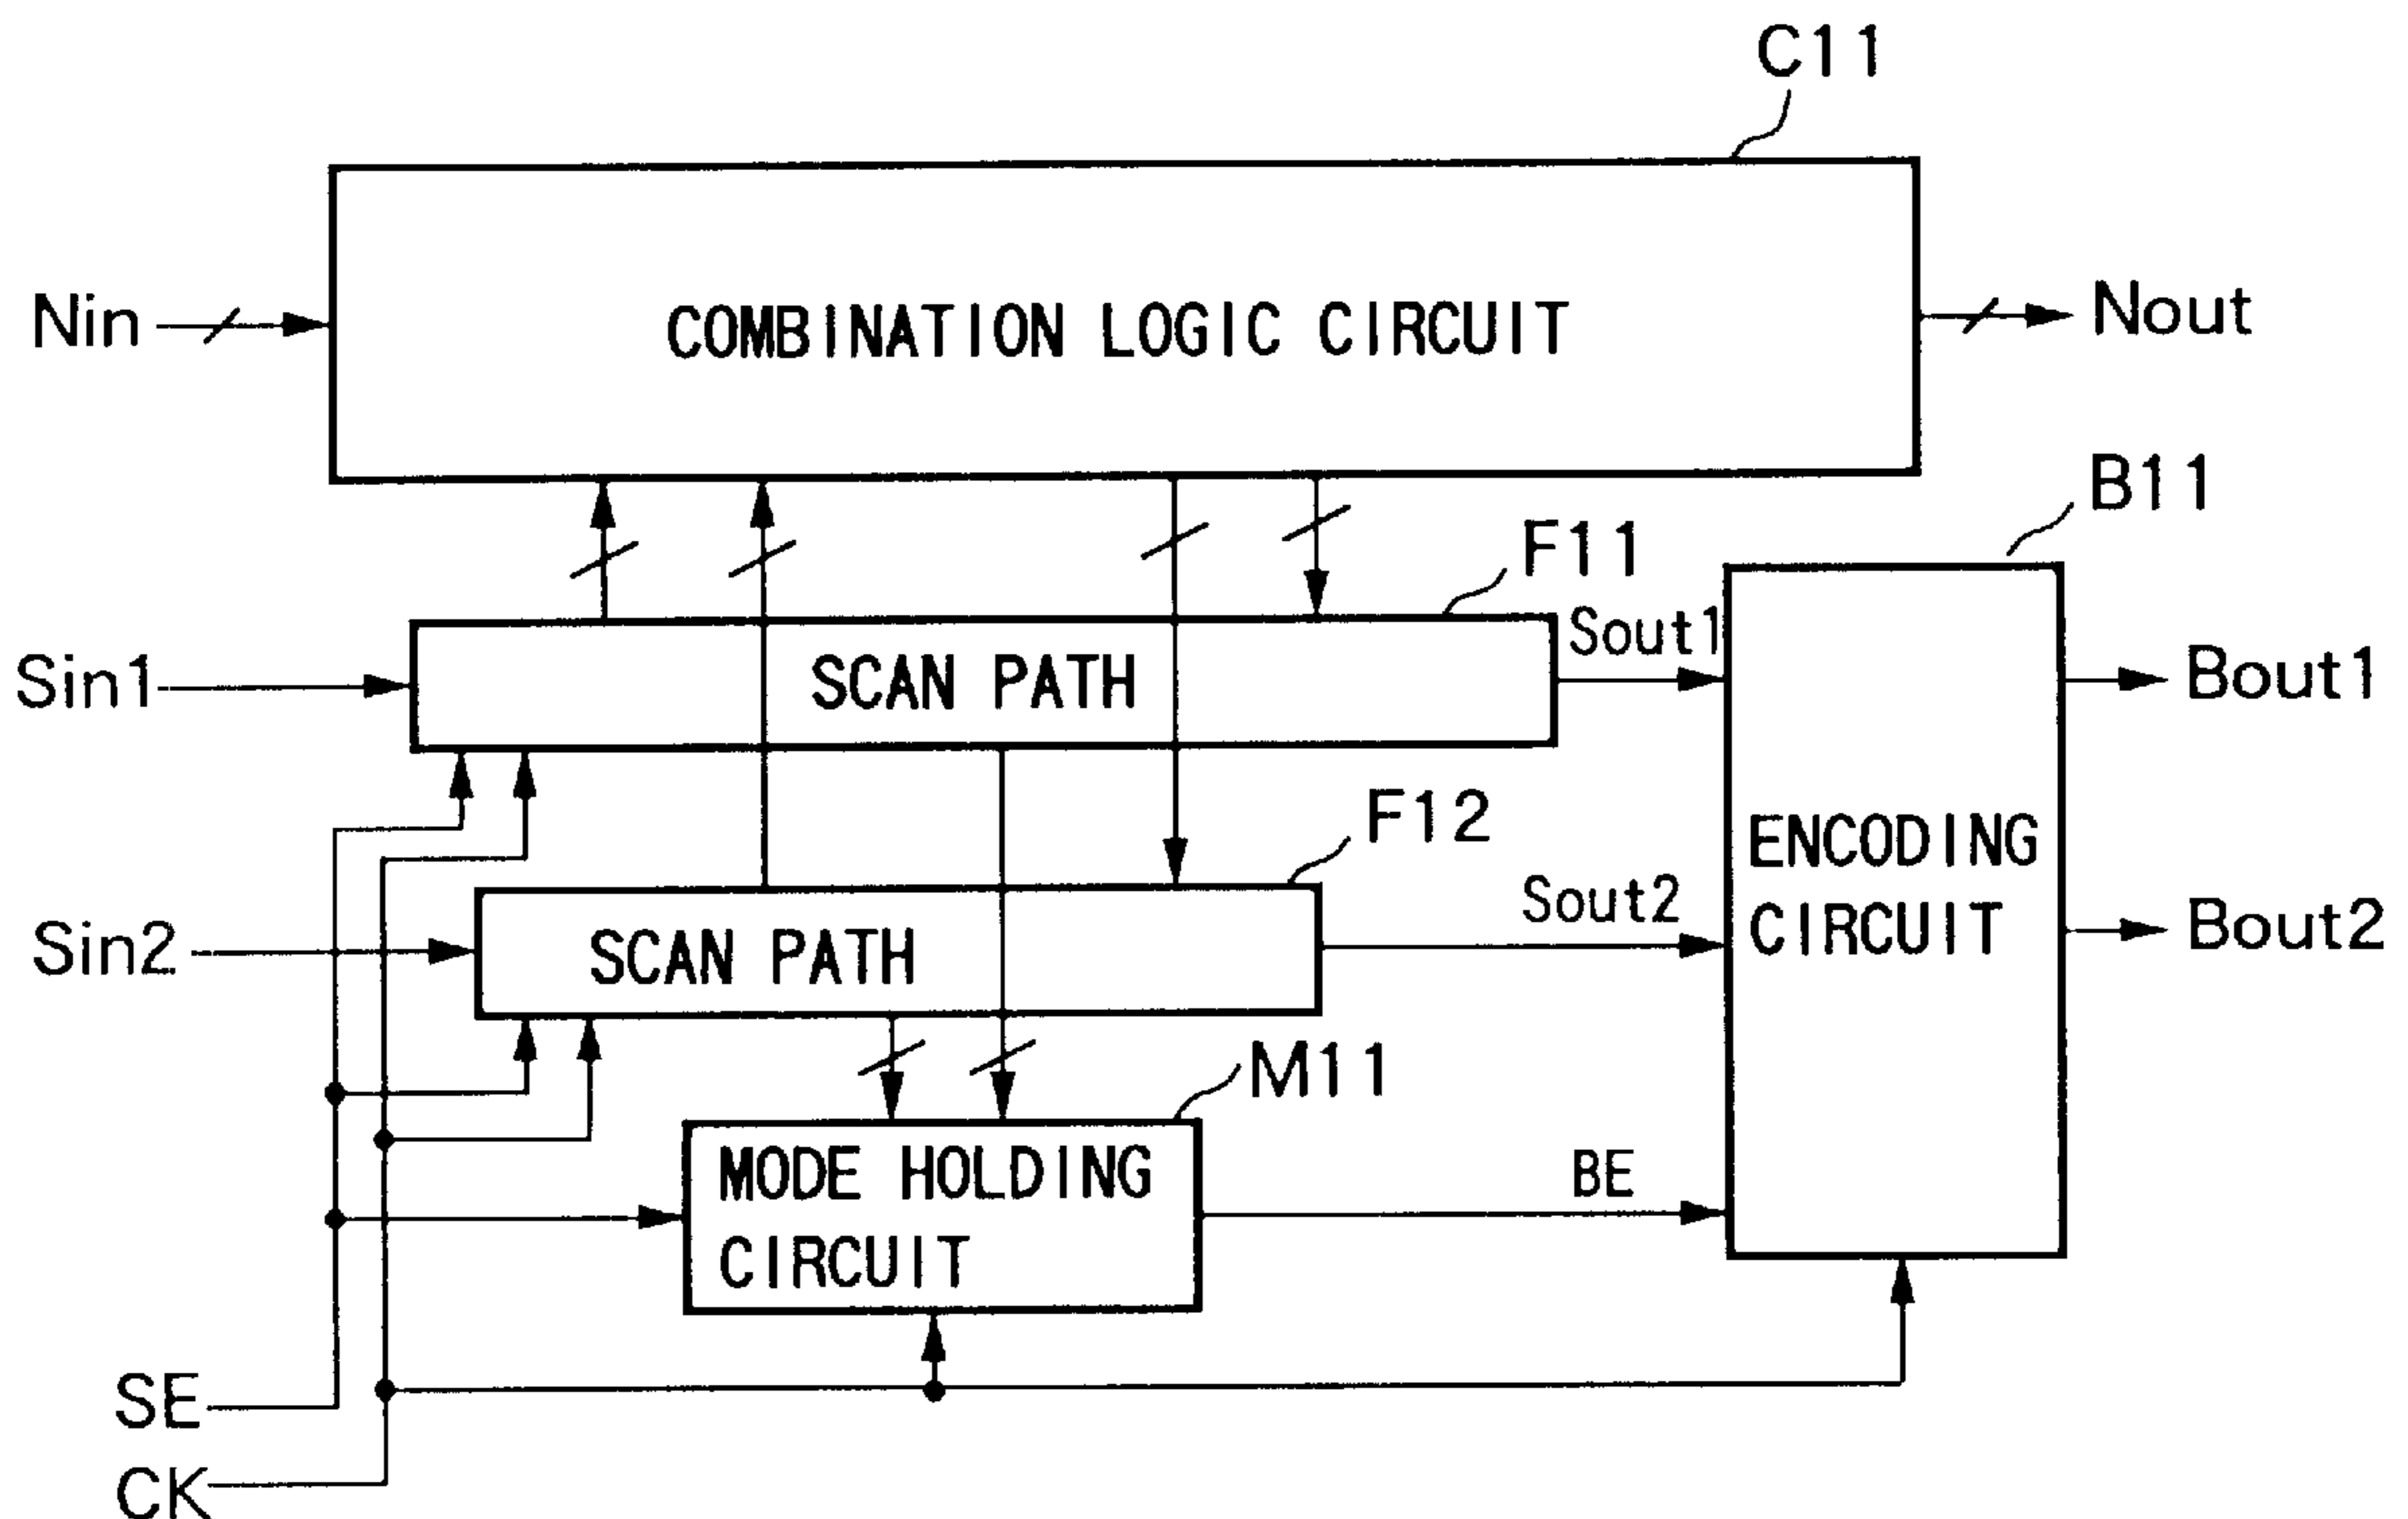 C11
Nin
COMBINATION LOGIC CIRCUIT
Nout
B11
F11
Sout1
Sin1
SCAN PATH
Bout1
F12
ENCODING
CIRCUIT
Sout2
Sin2
SCAN PATH
Bout2
M11
MODE HOLDING
CIRCUIT
BE
SE
CK